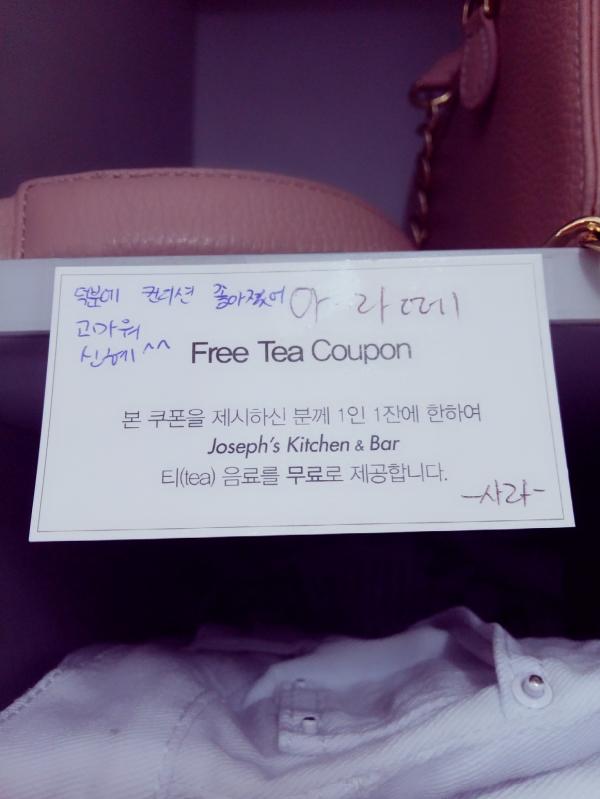 덕분에 컨디션 좋아졌어
고마워
신혜 ^^
아라떼
Free Tea Coupon
본 쿠폰을 제시하신 분께 1인 1잔에 한하여
Joseph's Kitchen & Bar
티(tea) 음료를 무료로 제공합니다.
-사라-